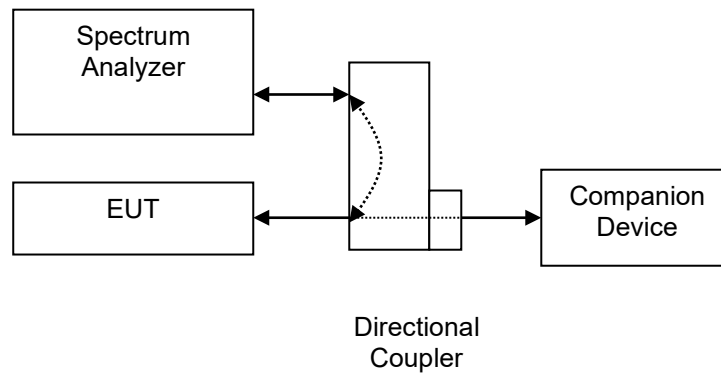 Spectrum
Analyzer
EUT
Companion
Device
Directional
Coupler